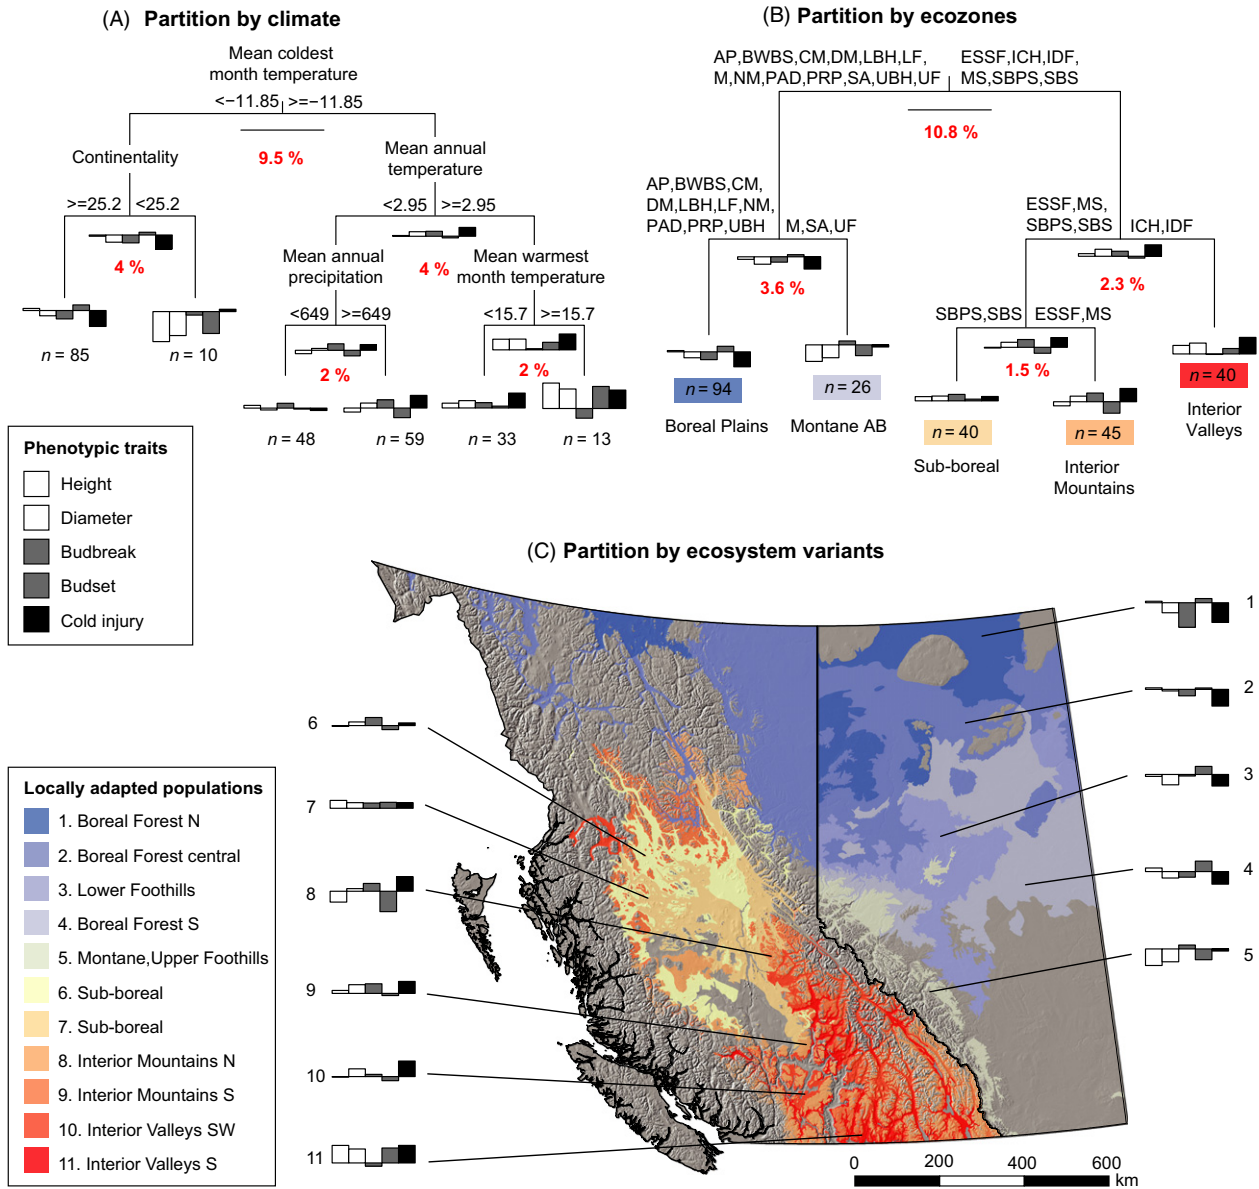 (A) Partition by climate
Mean coldest
month temperature
<−11.85 >=−11.85
9.5 %
Continentality
>=25.2 <25.2
4 %
n = 85
n = 10
Mean annual
temperature
<2.95 >=2.95
4 %
Mean annual
precipitation
<649 >=649
2 %
n = 48
n = 59
Mean warmest
month temperature
<15.7 >=15.7
2 %
n = 33
n = 13
(B) Partition by ecozones
AP,BWBS,CM,DM,LBH,LF,
M,NM,PAD,PRP,SA,UBH,UF
ESSF,ICH,IDF,
MS,SBPS,SBS
10.8 %
AP,BWBS,CM,
DM,LBH,LF,NM,
PAD,PRP,UBH
M,SA,UF
3.6 %
n = 94
Boreal Plains
n = 26
Montane AB
ESSF,MS,
SBPS,SBS
ICH,IDF
2.3 %
SBPS,SBS
ESSF,MS
1.5 %
n = 40
Sub-boreal
n = 45
Interior
Mountains
n = 40
Interior
Valleys
Phenotypic traits
Height
Diameter
Budbreak
Budset
Cold injury
(C) Partition by ecosystem variants
1
2
3
4
5
6
7
8
9
10
11
Locally adapted populations
1. Boreal Forest N
2. Boreal Forest central
3. Lower Foothills
4. Boreal Forest S
5. Montane,Upper Foothills
6. Sub-boreal
7. Sub-boreal
8. Interior Mountains N
9. Interior Mountains S
10. Interior Valleys SW
11. Interior Valleys S
0 200 400 600
km